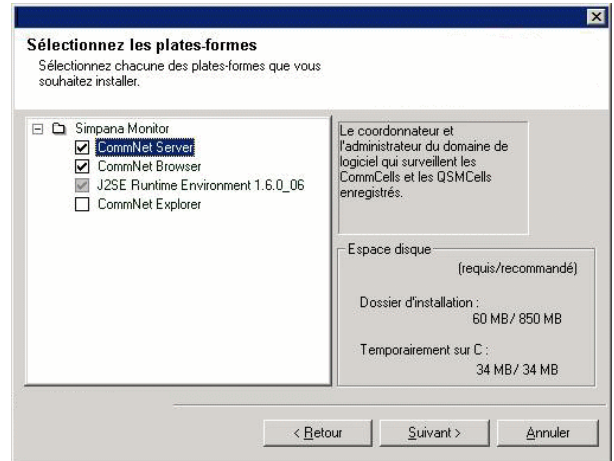 Sélectionnez les plates-formes
Sélectionnez chacune des plates-formes que vous
souhaitez installer.
Simpana Monitor
CommNet Server
CommNet Browser
J2SE Runtime Environment 1.6.0_06
CommNet Explorer
Le coordonnateur et
l'administrateur du domaine de
logiciel qui surveillent les
CommCells et les QSMCells
enregistrés.
Espace disque
(requis/recommandé)
Dossier d'installation :
60 MB/ 850 MB
Temporairement sur C :
34 MB/ 34 MB
< Retour
Suivant >
Annuler